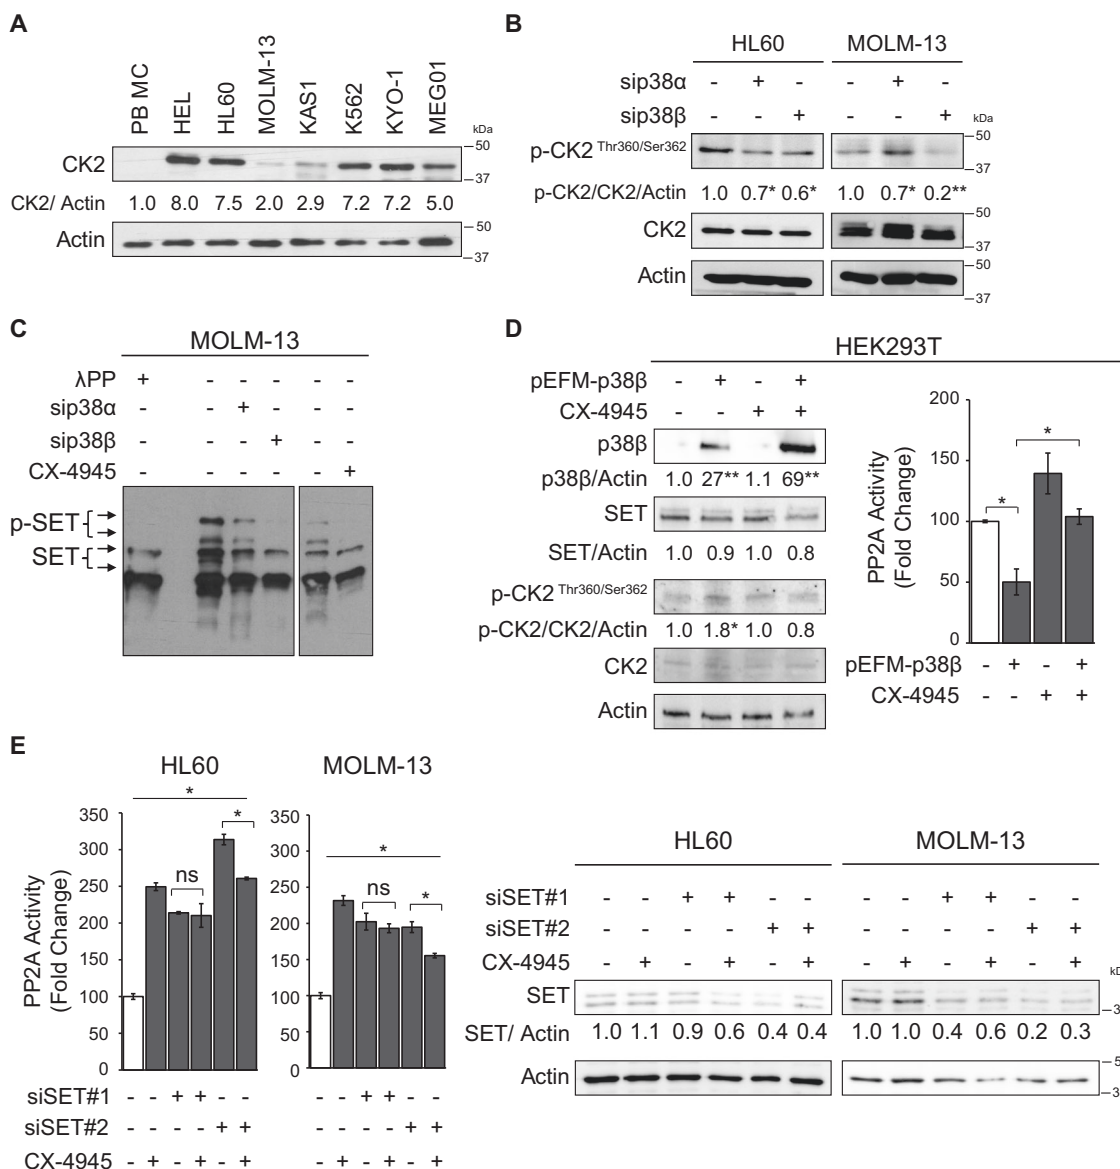 A
PB MC HEL HL60 MOLM-13 KAS1 K562 KYO-1 MEG01
kDa
CK2
50
37
CK2/ Actin 1.0 8.0 7.5 2.0 2.9 7.2 7.2 5.0
Actin
50
37
B
HL60 MOLM-13
sip38α - + - - + -
sip38β - - + - - +
kDa
p-CK2 Thr360/Ser362
50
37
p-CK2/CK2/Actin 1.0 0.7* 0.6* 1.0 0.7* 0.2**
CK2
50
37
Actin
50
37
C
MOLM-13
λPP + - - - - -
sip38α - - + - - -
sip38β - - - + - -
CX-4945 - - - - - +
p-SET
SET
D
HEK293T
pEFM-p38β - + - +
CX-4945 - - + +
p38β
p38β/Actin 1.0 27** 1.1 69**
SET
SET/Actin 1.0 0.9 1.0 0.8
p-CK2 Thr360/Ser362
p-CK2/CK2/Actin 1.0 1.8* 1.0 0.8
CK2
Actin
PP2A Activity
(Fold Change)
200
150
100
50
0
*
*
pEFM-p38β - + - +
CX-4945 - - + +
E
HL60
PP2A Activity
(Fold Change)
350
300
250
200
150
100
50
0
*
*
ns
siSET#1 - - + + - -
siSET#2 - - - - + +
CX-4945 - + - + - +
MOLM-13
350
300
250
200
150
100
50
0
*
ns
*
- - + + - -
- - - - + +
- + - + - +
HL60 MOLM-13
siSET#1 - - + + - - - - + + - -
siSET#2 - - - - + + - - - - + +
CX-4945 - + - + - + - + - + - +
SET
SET/ Actin 1.0 1.1 0.9 0.6 0.4 0.4 1.0 1.0 0.4 0.6 0.2 0.3
Actin